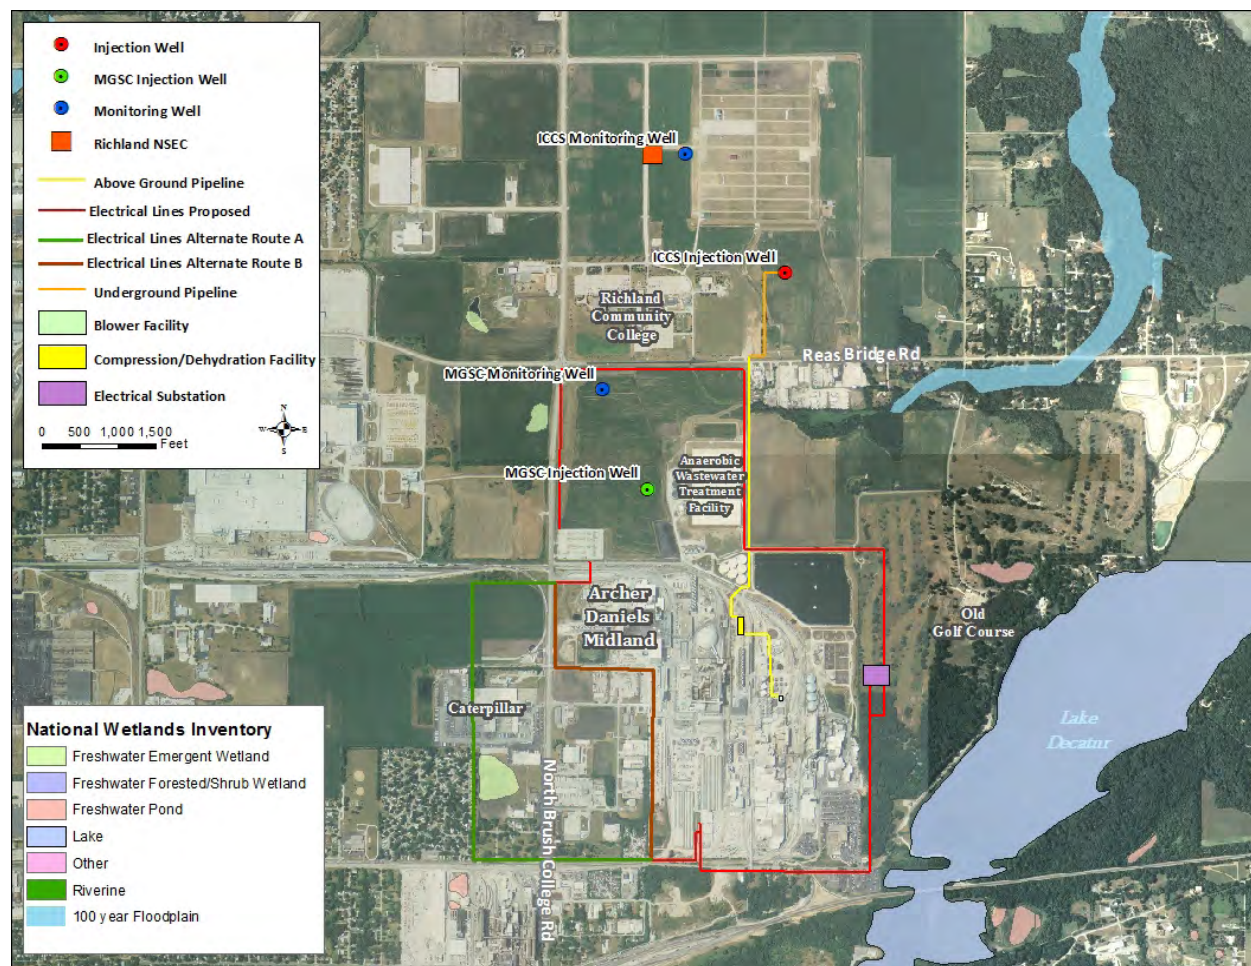 Injection Well
MGSC Injection Well
Monitoring Well
Richland NSEC
Above Ground Pipeline
Electrical Lines Proposed
Electrical Lines Alternate Route A
Electrical Lines Alternate Route B
Underground Pipeline
Blower Facility
Compression/Dehydration Facility
Electrical Substation
N
W E
S
0 500 1,000 1,500
Feet
ICCS Monitoring Well
ICCS Injection Well
Richland
Community
College
Reas Bridge Rd
MGSC Monitoring Well
MGSC Injection Well
Anaerobic
Wastewater
Treatment
Facility
Archer
Daniels
Midland
Old
Golf Course
Caterpillar
North Brush College Rd
Lake
Decatur
National Wetlands Inventory
Freshwater Emergent Wetland
Freshwater Forested/Shrub Wetland
Freshwater Pond
Lake
Other
Riverine
100 year Floodplain